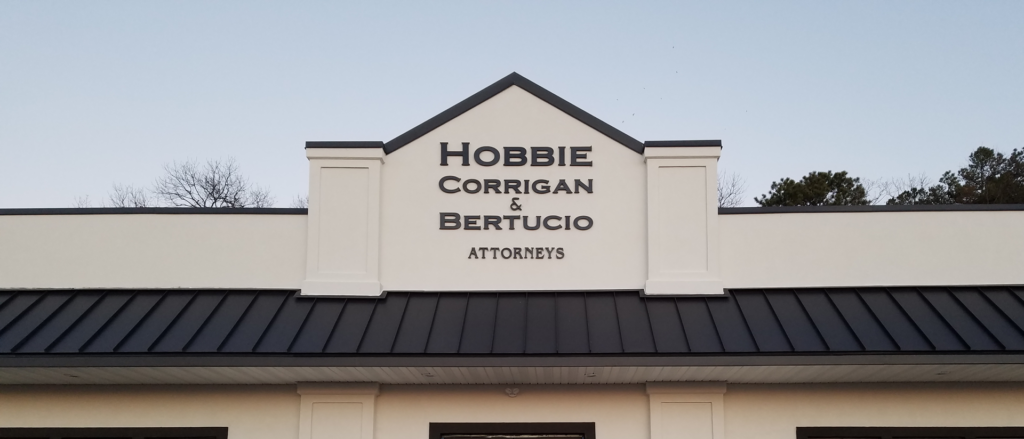 HOBBIE
CORRIGAN
&
BERTUCIO
ATTORNEYS